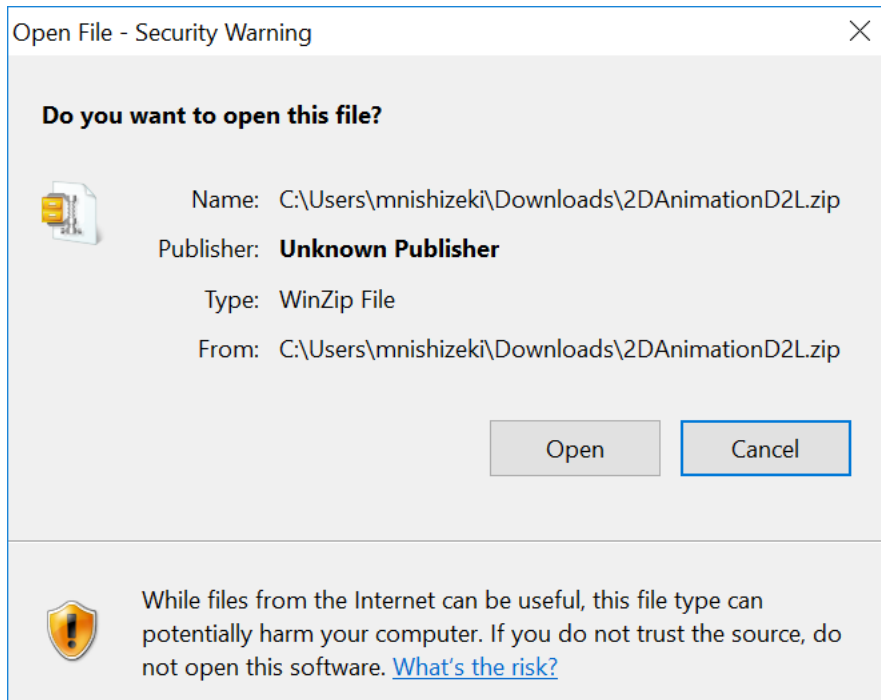 Open File - Security Warning
Do you want to open this file?
Name: C:\Users\mnishizeki\Downloads\2DAnimationD2L.zip
Publisher: Unknown Publisher
Type: WinZip File
From: C:\Users\mnishizeki\Downloads\2DAnimationD2L.zip
Open Cancel
While files from the Internet can be useful, this file type can
potentially harm your computer. If you do not trust the source, do
not open this software. What's the risk?